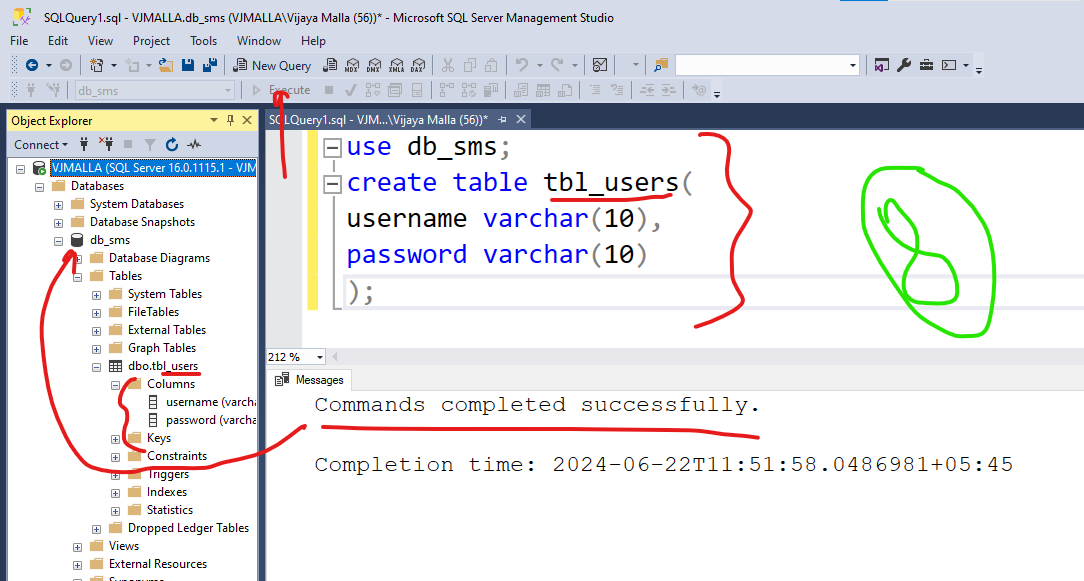 SQLQuery1.sql - VJMALLA.db_sms (VJMALLA\Vijaya Malla (56))* - Microsoft SQL Server Management Studio
File Edit View Project Tools Window Help
New Query MDX DMX XMLA DAX
db_sms Execute
Object Explorer
Connect
VJMALLA (SQL Server 16.0.1115.1 - VJM
Databases
System Databases
Database Snapshots
db_sms
Database Diagrams
Tables
System Tables
FileTables
External Tables
Graph Tables
dbo.tbl_users
Columns
username (varcha
password (varcha
Keys
Constraints
Triggers
Indexes
Statistics
Dropped Ledger Tables
Views
External Resources
Synonyms
SQLQuery1.sql - VJM...\Vijaya Malla (56))*
use db_sms;
create table tbl_users(
username varchar(10),
password varchar(10)
);
212 %
Messages
Commands completed successfully.
Completion time: 2024-06-22T11:51:58.0486981+05:45